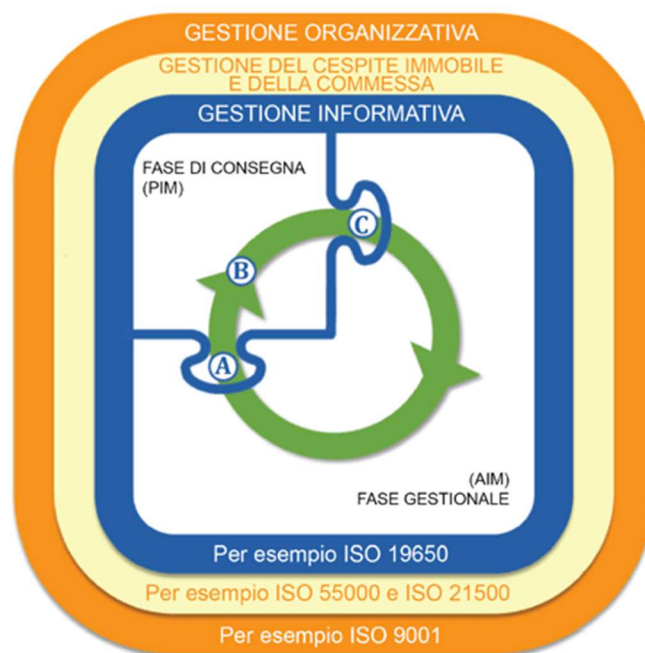 GESTIONE ORGANIZZATIVA
GESTIONE DEL CESPITE IMMOBILE
E DELLA COMMESSA
GESTIONE INFORMATIVA
FASE DI CONSEGNA
(PIM)
C
B
A
(AIM)
FASE GESTIONALE
Per esempio ISO 19650
Per esempio ISO 55000 e ISO 21500
Per esempio ISO 9001